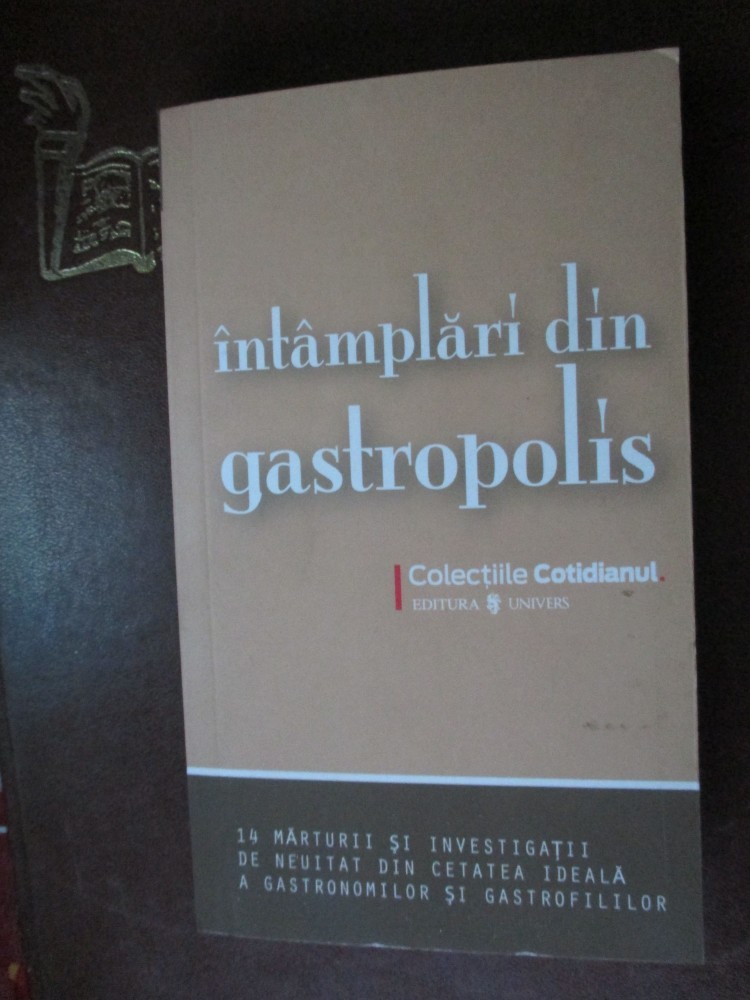 întâmplări din
gastropolis
Colecțiile Cotidianul.
EDITURA UNIVERS
14 MĂRTURII ȘI INVESTIGAȚII
DE NEUITAT DIN CETATEA IDEALĂ
A GASTRONOMILOR ȘI GASTROFILILOR